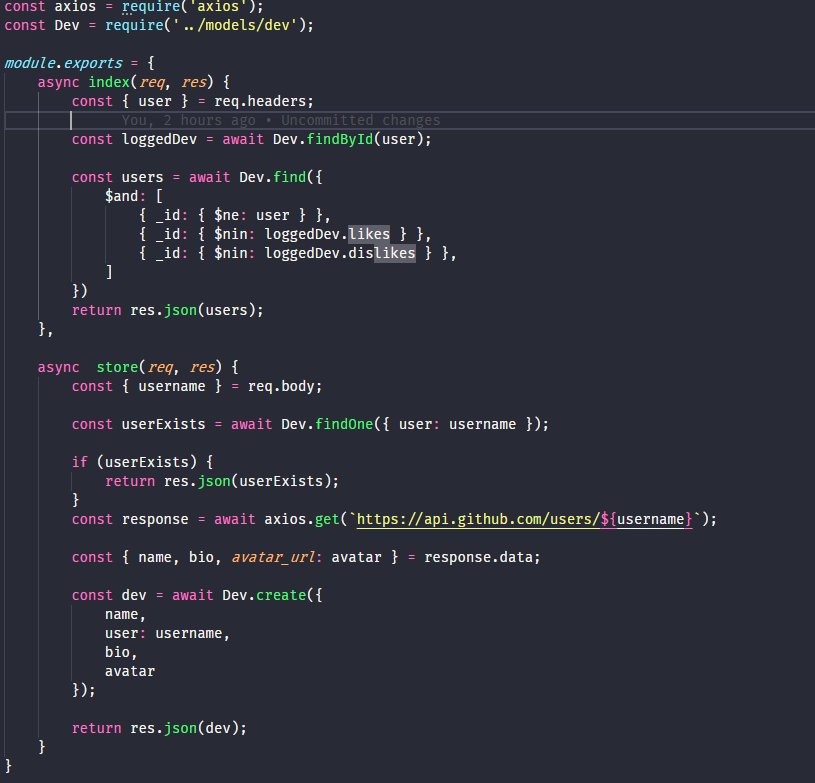 const axios = require('axios');
const Dev = require('../models/dev');

module.exports = {
    async index(req, res) {
        const { user } = req.headers;
              You, 2 hours ago • Uncommitted changes
        const loggedDev = await Dev.findById(user);

        const users = await Dev.find({
            $and: [
                { _id: { $ne: user } },
                { _id: { $nin: loggedDev.likes } },
                { _id: { $nin: loggedDev.dislikes } },
            ]
        })
        return res.json(users);
    },

    async  store(req, res) {
        const { username } = req.body;

        const userExists = await Dev.findOne({ user: username });

        if (userExists) {
            return res.json(userExists);
        }
        const response = await axios.get(`https://api.github.com/users/${username}`);

        const { name, bio, avatar_url: avatar } = response.data;

        const dev = await Dev.create({
            name,
            user: username,
            bio,
            avatar
        });

        return res.json(dev);
    }
}